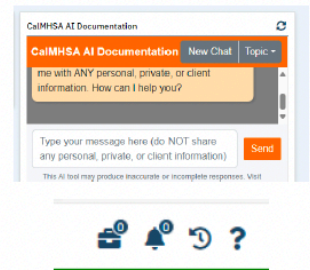 CalMHSA AI Documentation
CalMHSA AI Documentation New Chat Topic
me with ANY personal, private, or client
information. How can I help you?
Type your message here (do NOT share
any personal, private, or client information)
Send
This AI tool may produce inaccurate or incomplete responses. Visit
0 0
?